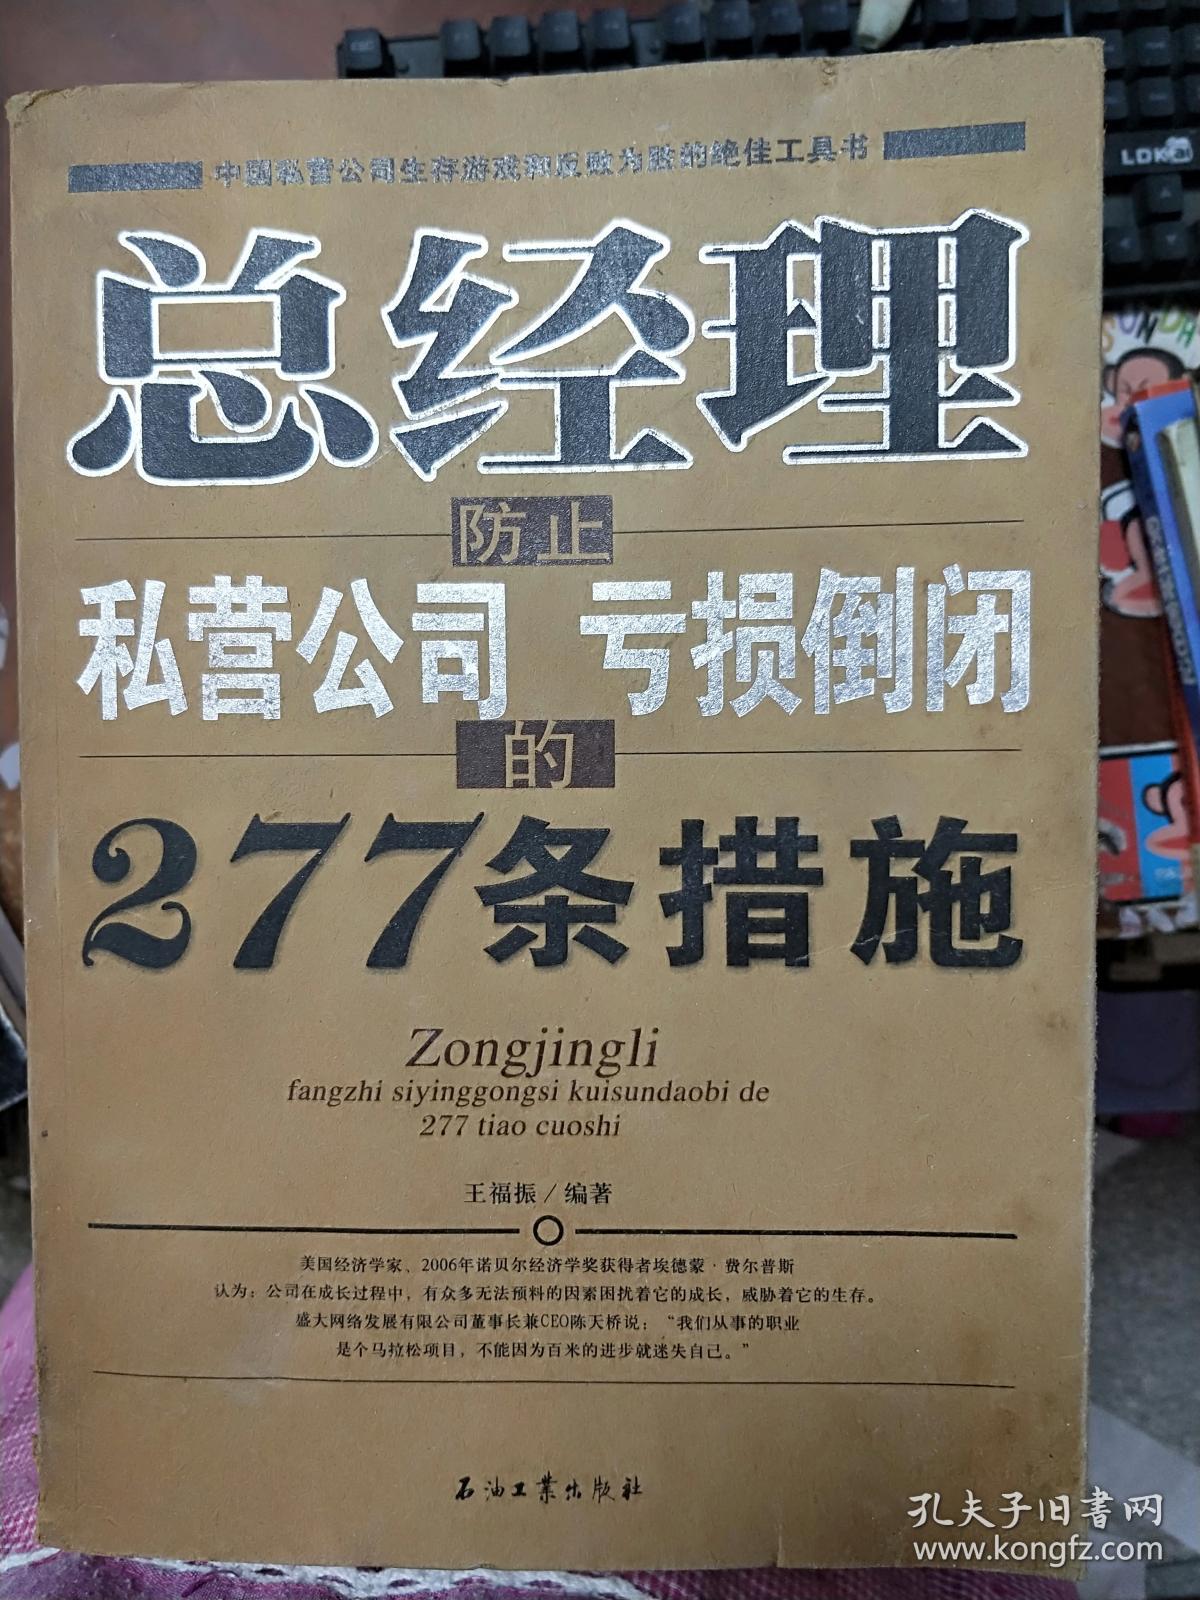 中国私营公司生存游戏和反败为胜的绝佳工具书
总经理
防止
私营公司 亏损倒闭
的
277条措施
Zongjingli
fangzhi siyinggongsi kuisundaobi de
277 tiao cuoshi
王福振/编著
美国经济学家、2006年诺贝尔经济学奖获得者埃德蒙·费尔普斯
认为：公司在成长过程中，有众多无法预料的因素困扰着它的成长，威胁着它的生存。
盛大网络发展有限公司董事长兼CEO陈天桥说：“我们从事的职业
是个马拉松项目，不能因为百米的进步就迷失自己。”
石油工业出版社
LDK
孔夫子旧书网
www.kongfz.com